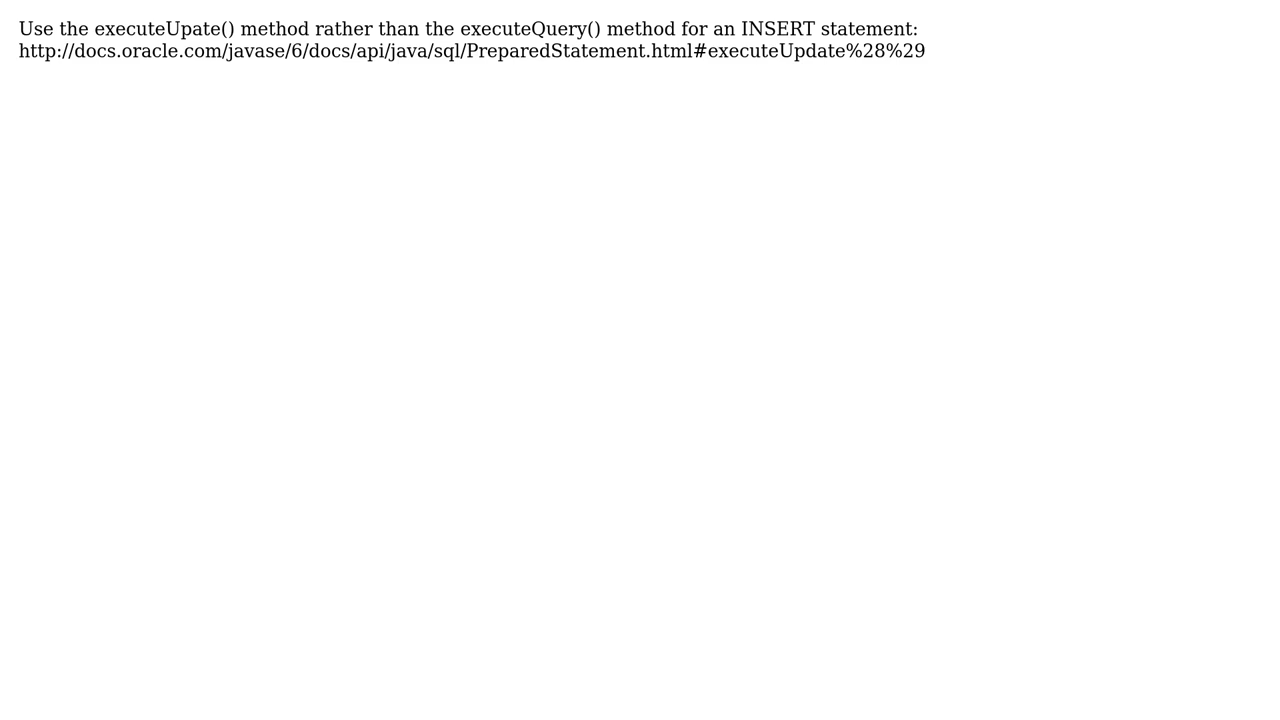 Use the executeUpate() method rather than the executeQuery() method for an INSERT statement:
http://docs.oracle.com/javase/6/docs/api/java/sql/PreparedStatement.html#executeUpdate%28%29